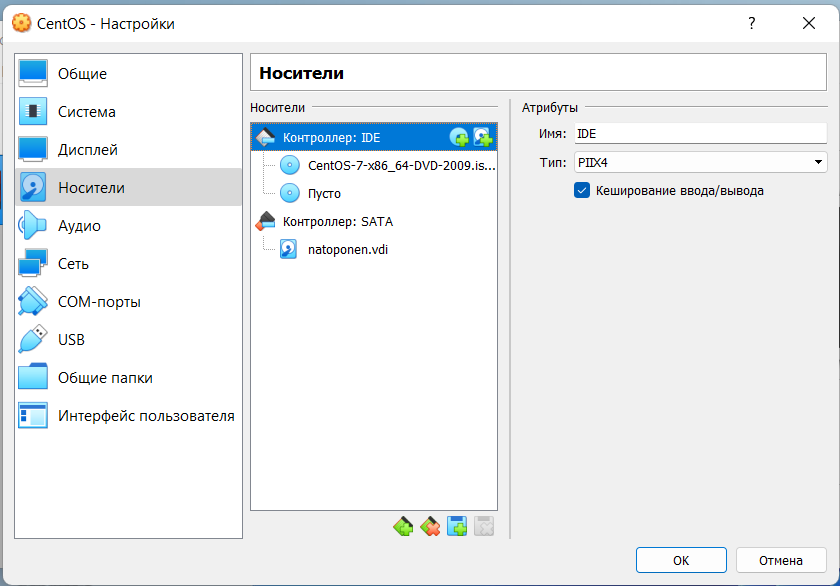 CentOS - Настройки
?
Общие
Система
Дисплей
Носители
Аудио
Сеть
COM-порты
USB
Общие папки
Интерфейс пользователя
Носители
Носители
Контроллер: IDE
CentOS-7-x86_64-DVD-2009.is...
Пусто
Контроллер: SATA
natoponen.vdi
Атрибуты
Имя: IDE
Тип: PIIX4
Кеширование ввода/вывода
ОК
Отмена